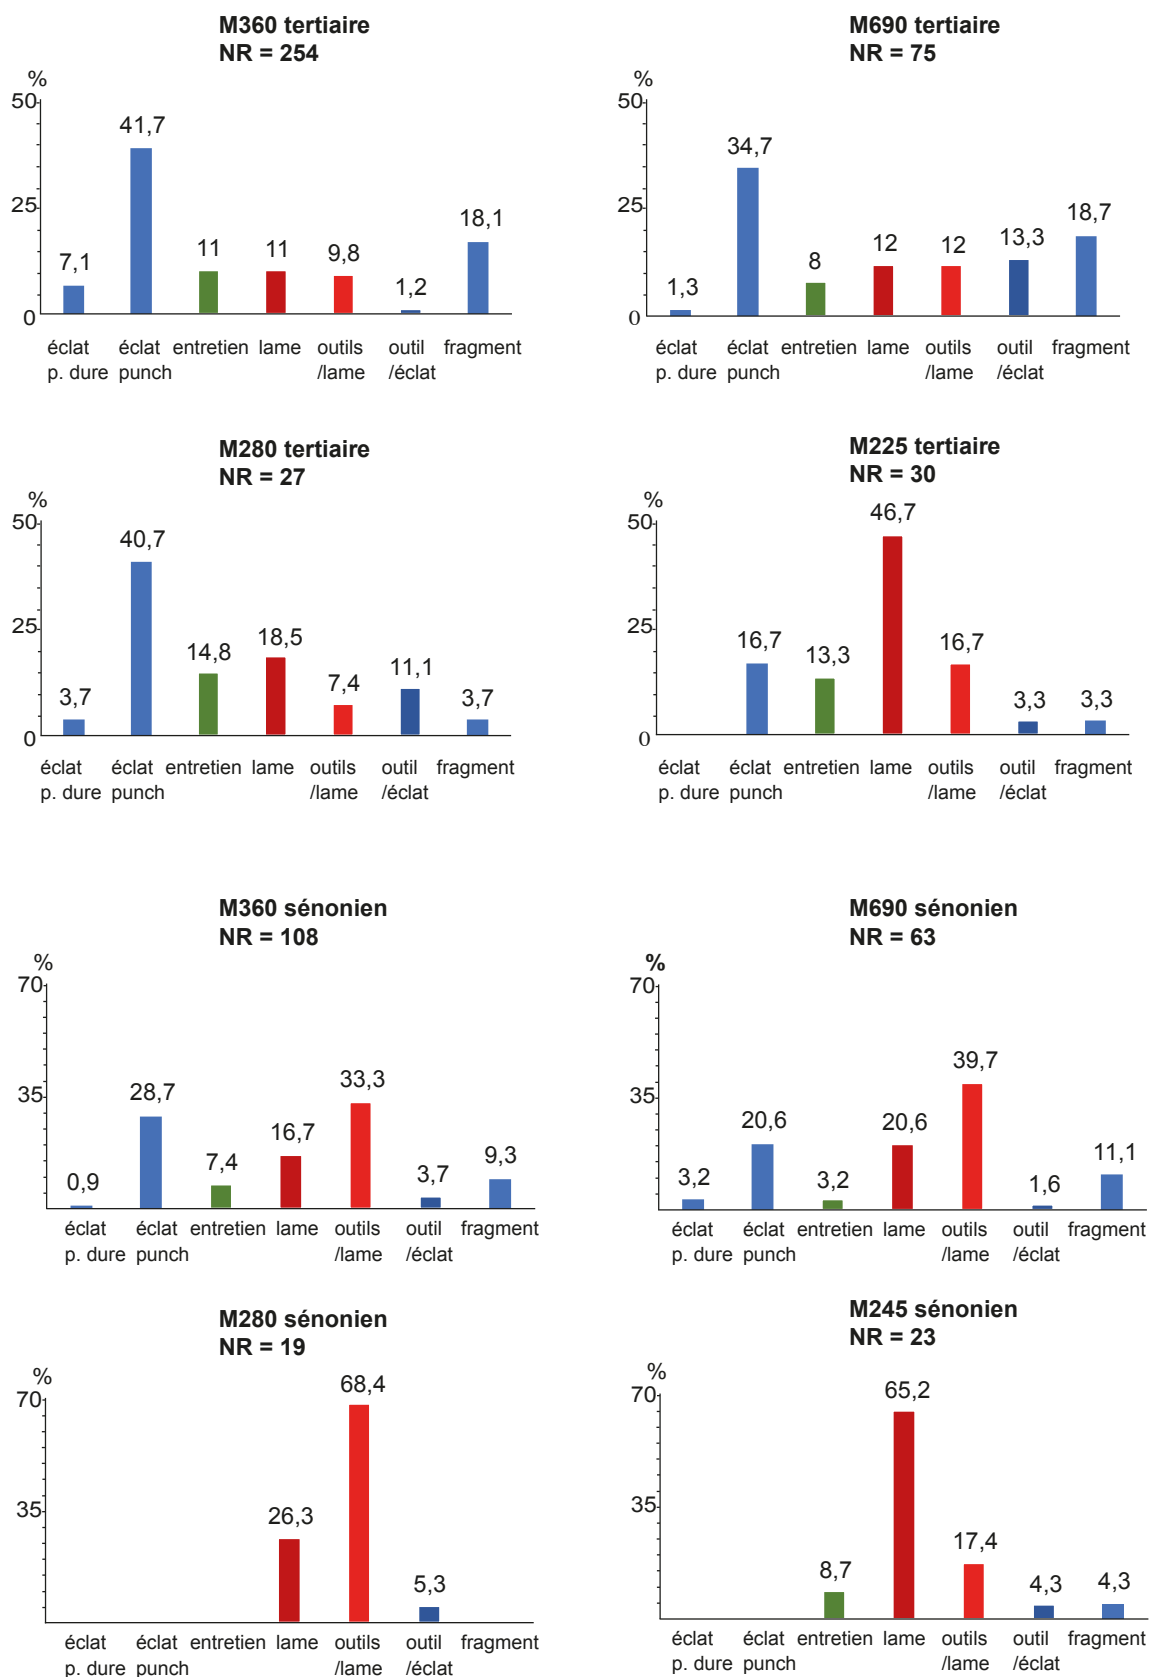 M360 tertiaire
NR = 254
%
50
41,7
25
18,1
11
11
9,8
7,1
1,2
0
éclat éclat entretien lame outils outil fragment
p. dure punch /lame /éclat
M690 tertiaire
NR = 75
%
50
34,7
25
18,7
13,3
12
12
8
1,3
0
éclat éclat entretien lame outils outil fragment
p. dure punch /lame /éclat
M280 tertiaire
NR = 27
%
50
40,7
25
18,5
14,8
11,1
7,4
3,7
3,7
0
éclat éclat entretien lame outils outil fragment
p. dure punch /lame /éclat
M225 tertiaire
NR = 30
%
50
46,7
25
16,7
13,3
16,7
3,3
3,3
0
éclat éclat entretien lame outils outil fragment
p. dure punch /lame /éclat
M360 sénonien
NR = 108
%
70
35
33,3
28,7
16,7
9,3
7,4
3,7
0,9
éclat éclat entretien lame outils outil fragment
p. dure punch /lame /éclat
M690 sénonien
NR = 63
%
70
39,7
35
20,6
20,6
11,1
3,2
3,2
1,6
éclat éclat entretien lame outils outil fragment
p. dure punch /lame /éclat
M280 sénonien
NR = 19
%
70
68,4
35
26,3
5,3
éclat éclat entretien lame outils outil fragment
p. dure punch /lame /éclat
M245 sénonien
NR = 23
%
70
65,2
35
17,4
8,7
4,3
4,3
éclat éclat entretien lame outils outil fragment
p. dure punch /lame /éclat